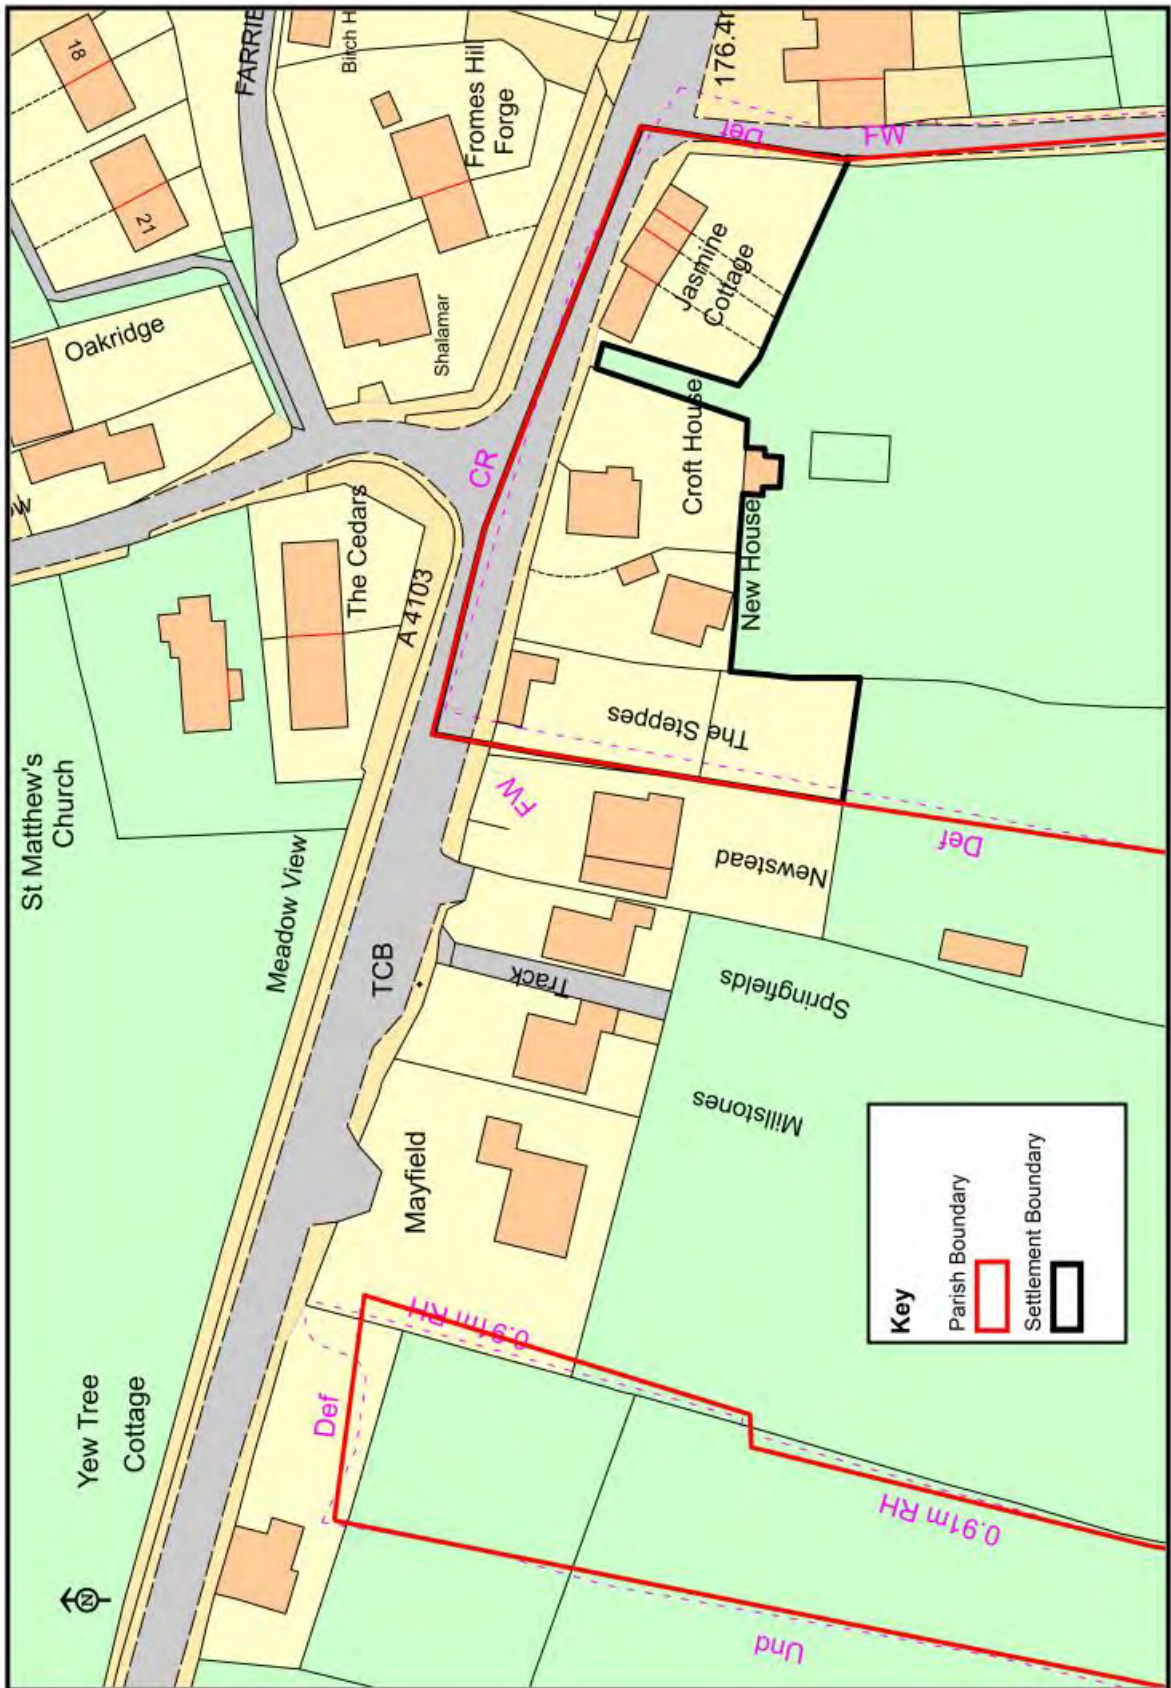 18
21
FARRIE
Birch H
Fromes Hill
Forge
176.4m
Oakridge
Shalamar
Def
FW
Jasmine
Cottage
CR
Croft House
The Cedars
A 4103
New House
The Steppes
St Matthew's
Church
FW
Def
Newstead
Meadow View
TCB
Track
Springfields
Millstones
Mayfield
0.91m RH
Def
Yew Tree
Cottage
N
0.91m RH
Und
Key
Parish Boundary
Settlement Boundary